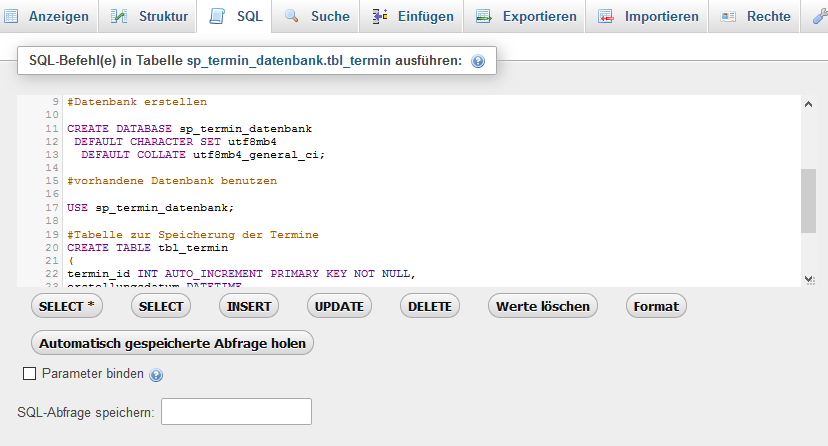 Anzeigen Struktur SQL Suche Einfügen Exportieren Importieren Rechte
SQL-Befehl(e) in Tabelle sp_termin_datenbank.tbl_termin ausführen:
9 #Datenbank erstellen
10
11 CREATE DATABASE sp_termin_datenbank
12 DEFAULT CHARACTER SET utf8mb4
13 DEFAULT COLLATE utf8mb4_general_ci;
14
15 #vorhandene Datenbank benutzen
16
17 USE sp_termin_datenbank;
18
19 #Tabelle zur Speicherung der Termine
20 CREATE TABLE tbl_termin
21 (
22 termin_id INT AUTO_INCREMENT PRIMARY KEY NOT NULL,
23 erstellungsdatum DATETIME
SELECT * SELECT INSERT UPDATE DELETE Werte löschen Format
Automatisch gespeicherte Abfrage holen
Parameter binden
SQL-Abfrage speichern: